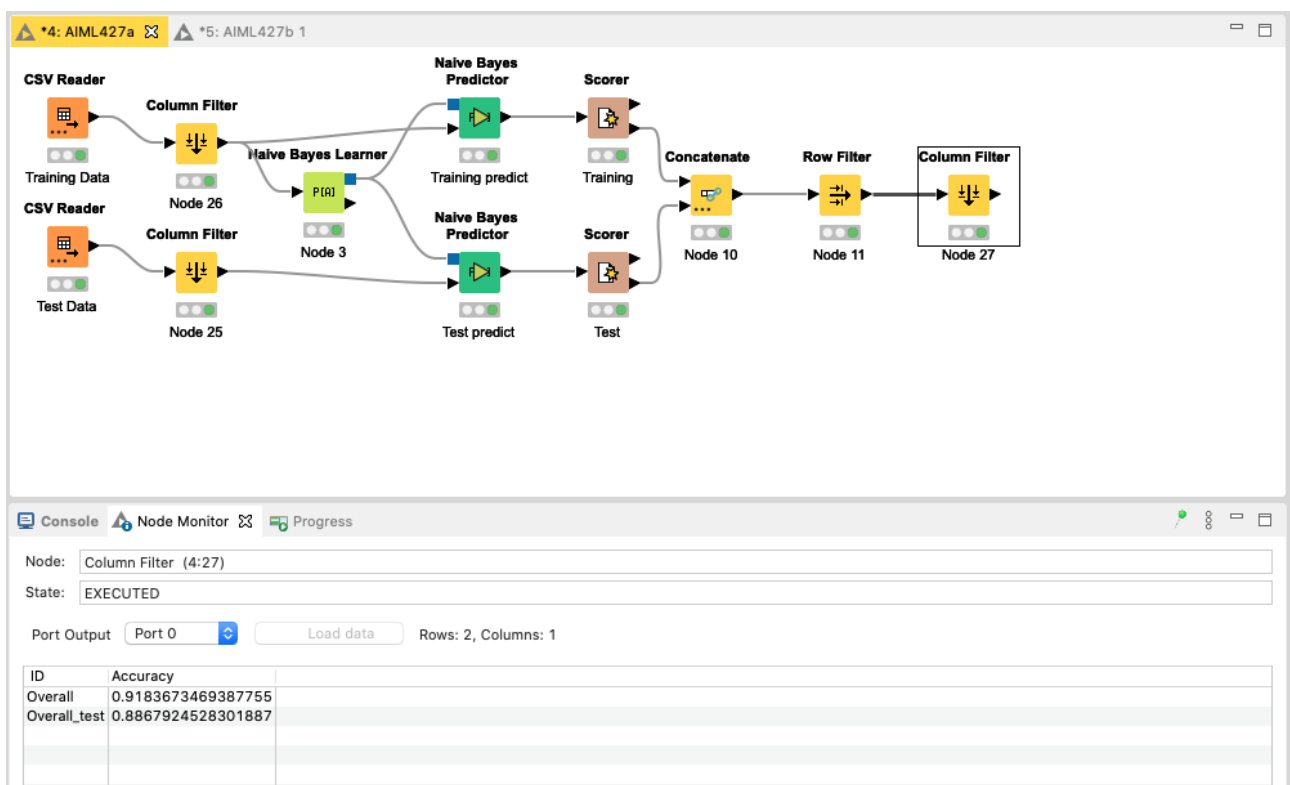 *4: AIML427a *5: AIML427b 1
CSV Reader
Training Data
Column Filter
Node 26
CSV Reader
Test Data
Column Filter
Node 25
Naive Bayes Learner
P[A]
Node 3
Naive Bayes
Predictor
Training predict
Naive Bayes
Predictor
Test predict
Scorer
Training
Scorer
Test
Concatenate
Node 10
Row Filter
Node 11
Column Filter
Node 27
Console Node Monitor Progress
Node: Column Filter (4:27)
State: EXECUTED
Port Output Port 0 Load data Rows: 2, Columns: 1
ID Accuracy
Overall 0.9183673469387755
Overall_test 0.8867924528301887